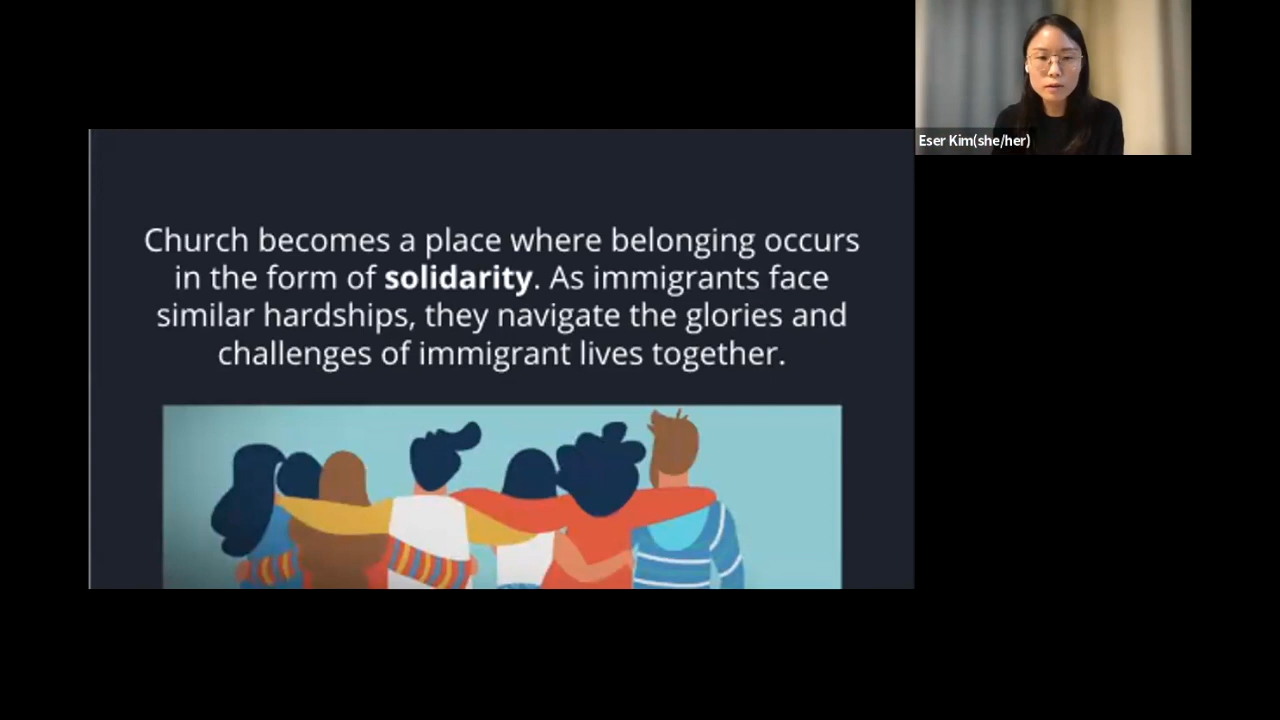 Eser Kim(she/her)
Church becomes a place where belonging occurs
in the form of solidarity. As immigrants face
similar hardships, they navigate the glories and
challenges of immigrant lives together.